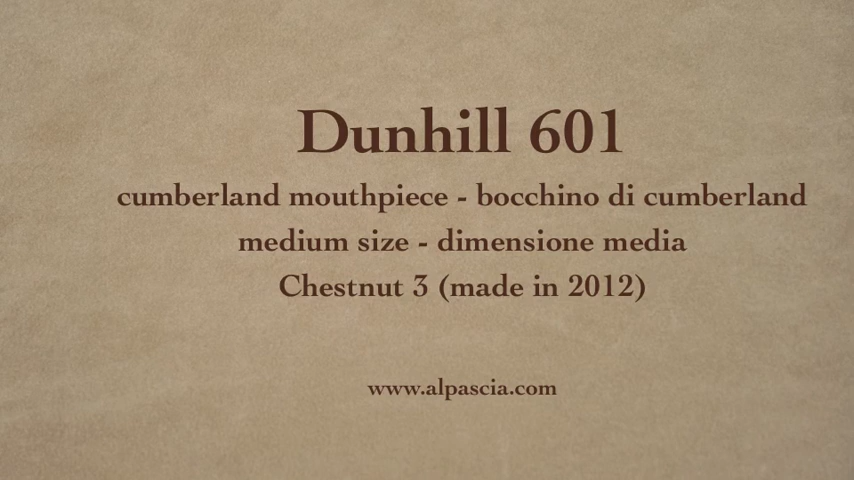 Dunhill 601
cumberland mouthpiece - bocchino di cumberland
medium size - dimensione media
Chestnut 3 (made in 2012)
www.alpascia.com